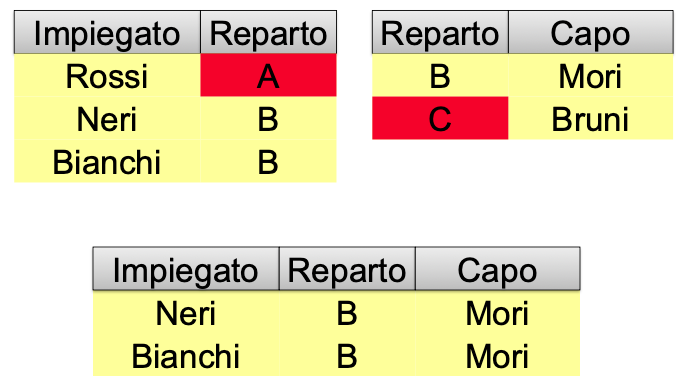 Impiegato Reparto
Rossi A
Neri B
Bianchi B
Reparto Capo
B Mori
C Bruni
Impiegato Reparto Capo
Neri B Mori
Bianchi B Mori